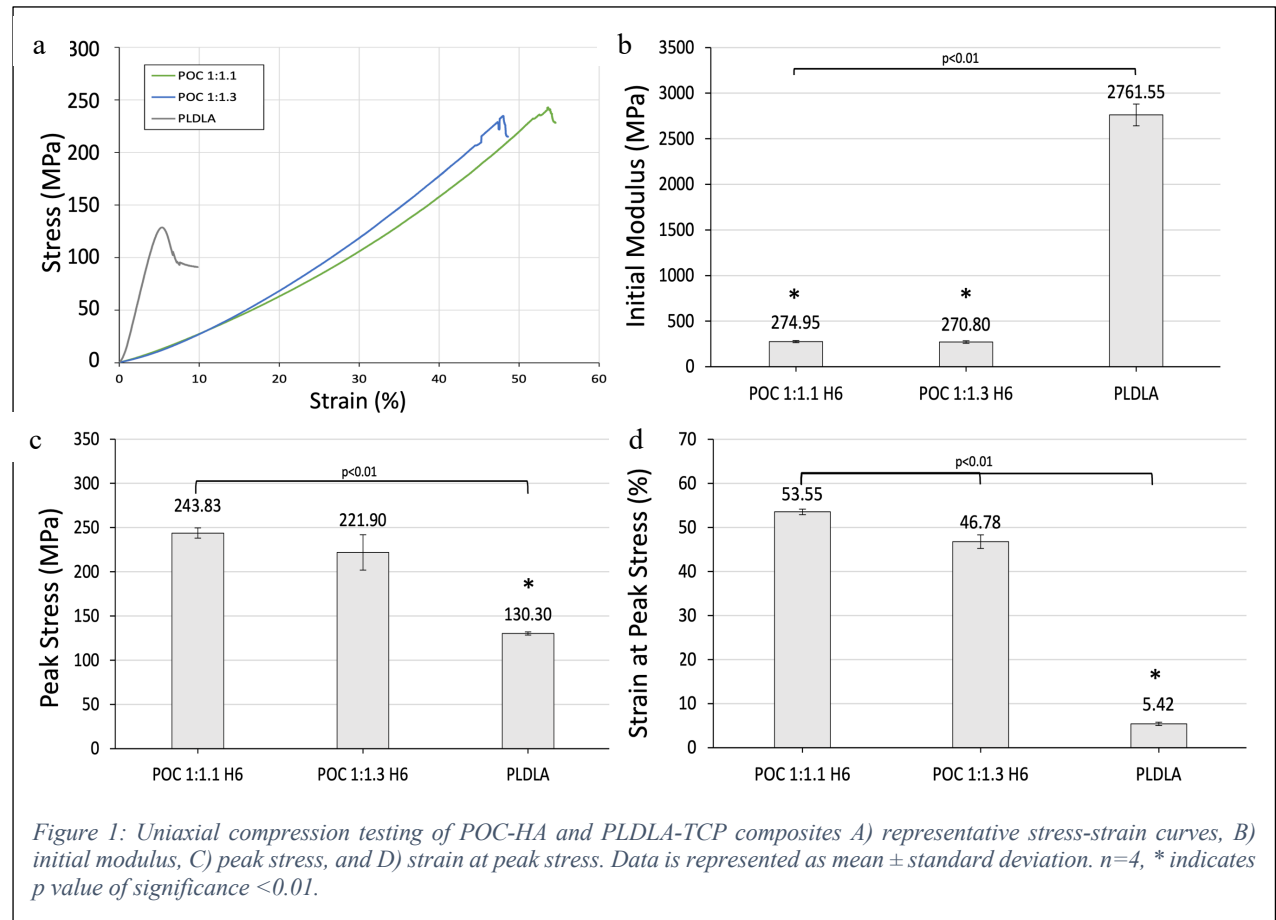 a
300
250
200
150
100
50
0
Stress (MPa)
POC 1:1.1
POC 1:1.3
PLDLA
0 10 20 30 40 50 60
Strain (%)
b
3500
3000
2500
2000
1500
1000
500
0
Initial Modulus (MPa)
p<0.01
2761.55
*
*
274.95
270.80
POC 1:1.1 H6 POC 1:1.3 H6 PLDLA
c
350
300
250
200
150
100
50
0
Peak Stress (MPa)
p<0.01
243.83
221.90
*
130.30
POC 1:1.1 H6 POC 1:1.3 H6 PLDLA
d
70
60
50
40
30
20
10
0
Strain at Peak Stress (%)
p<0.01
53.55
46.78
*
5.42
POC 1:1.1 H6 POC 1:1.3 H6 PLDLA
Figure 1: Uniaxial compression testing of POC-HA and PLDLA-TCP composites A) representative stress-strain curves, B)
initial modulus, C) peak stress, and D) strain at peak stress. Data is represented as mean ± standard deviation. n=4, * indicates
p value of significance <0.01.